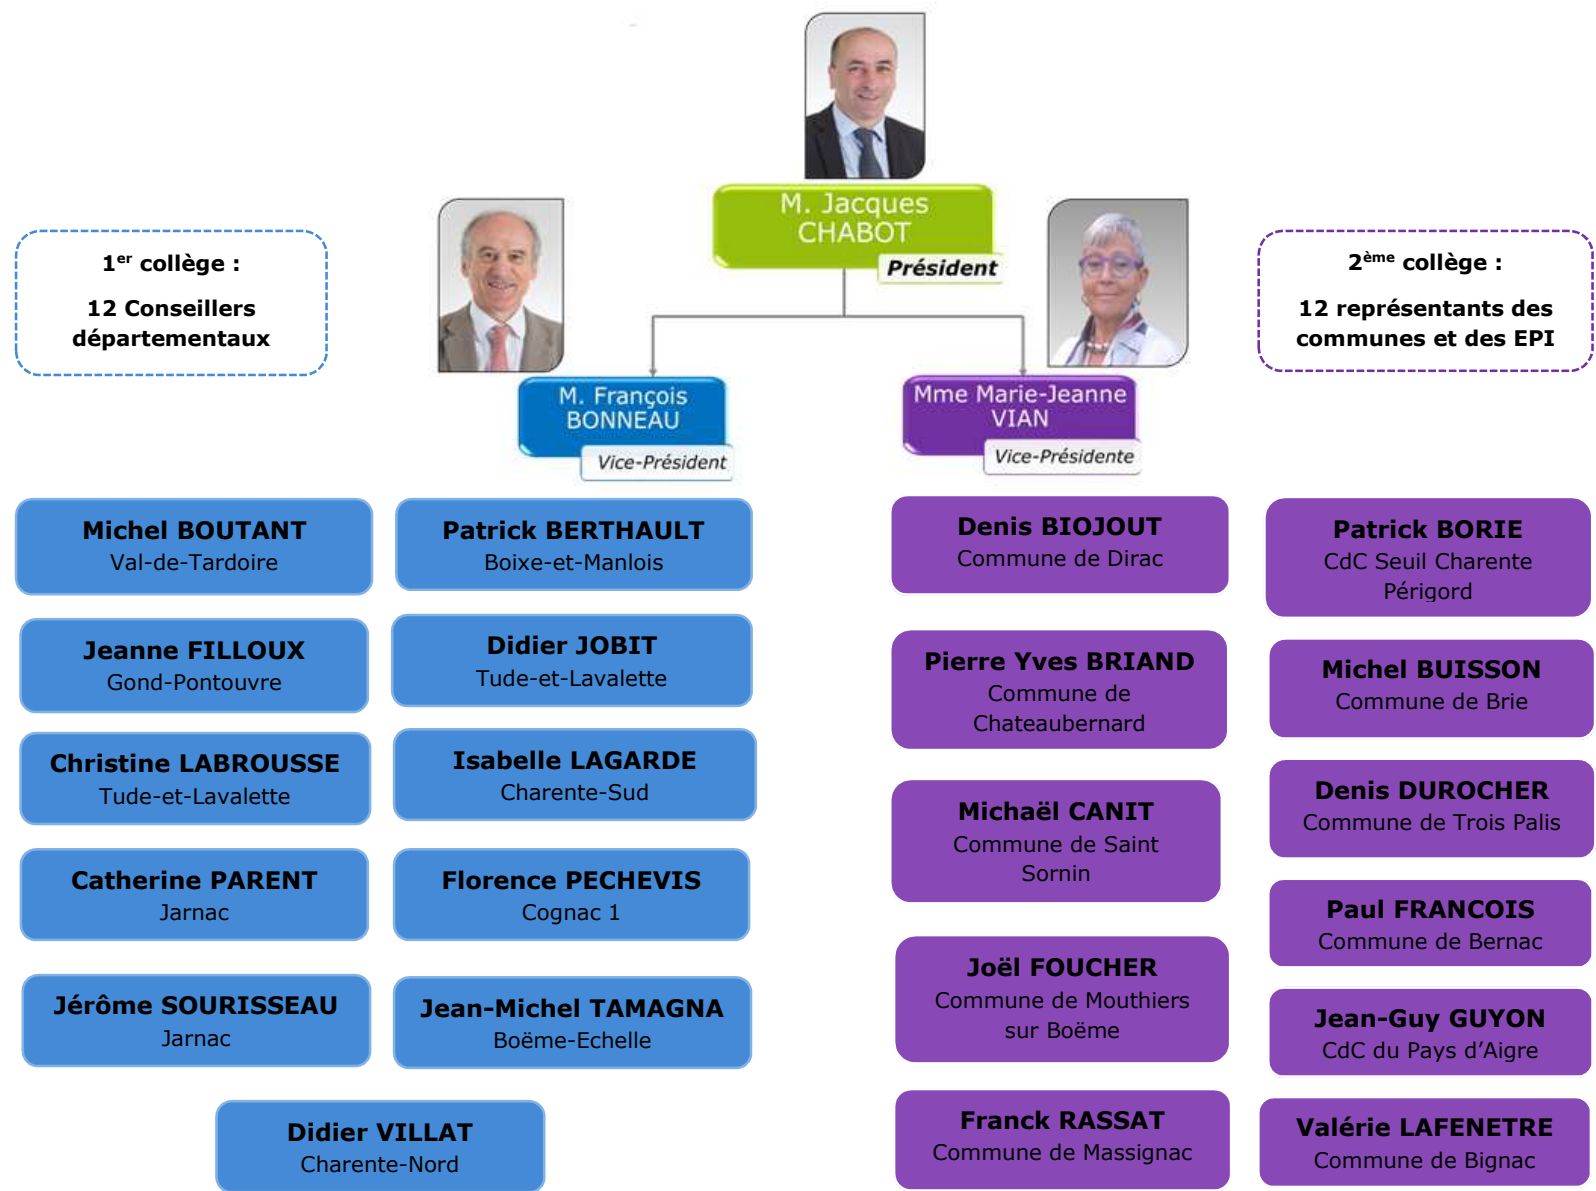 M. Jacques
CHABOT
Président
1er collège :
12 Conseillers
départementaux
2ème collège :
12 représentants des
communes et des EPI
M. François
BONNEAU
Vice-Président
Mme Marie-Jeanne
VIAN
Vice-Présidente
Michel BOUTANT
Val-de-Tardoire
Patrick BERTHAULT
Boixe-et-Manlois
Jeanne FILLOUX
Gond-Pontouvre
Didier JOBIT
Tude-et-Lavalette
Christine LABROUSSE
Tude-et-Lavalette
Isabelle LAGARDE
Charente-Sud
Catherine PARENT
Jarnac
Florence PECHEVIS
Cognac 1
Jérôme SOURISSEAU
Jarnac
Jean-Michel TAMAGNA
Boëme-Echelle
Didier VILLAT
Charente-Nord
Denis BIOJOUT
Commune de Dirac
Patrick BORIE
CdC Seuil Charente
Périgord
Pierre Yves BRIAND
Commune de
Chateaubernard
Michel BUISSON
Commune de Brie
Michaël CANIT
Commune de Saint
Sornin
Denis DUROCHER
Commune de Trois Palis
Joël FOUCHER
Commune de Mouthiers
sur Boëme
Paul FRANCOIS
Commune de Bernac
Jean-Guy GUYON
CdC du Pays d’Aigre
Franck RASSAT
Commune de Massignac
Valérie LAFENETRE
Commune de Bignac